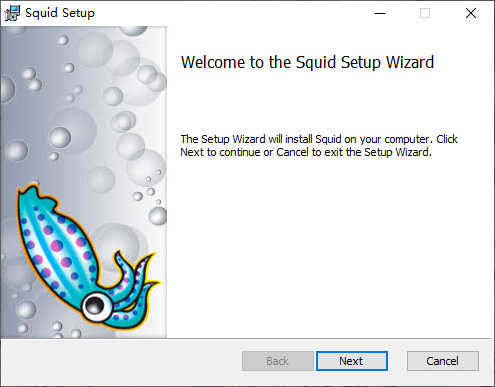 Squid Setup
Welcome to the Squid Setup Wizard
The Setup Wizard will install Squid on your computer. Click
Next to continue or Cancel to exit the Setup Wizard.
Back
Next
Cancel